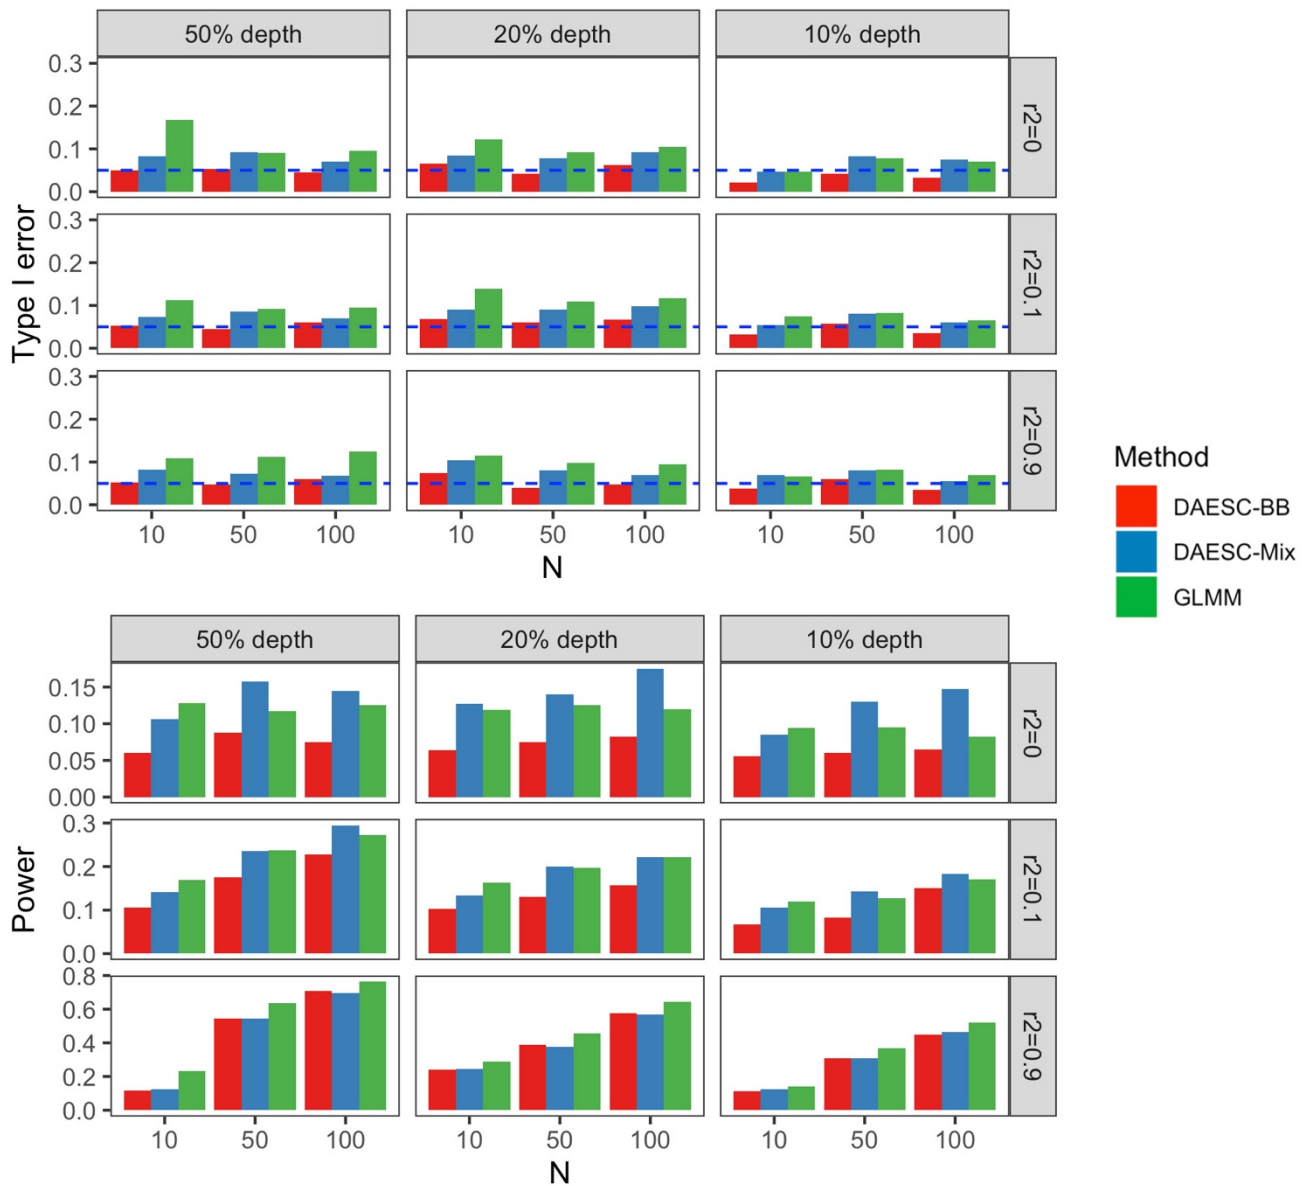 50% depth 20% depth 10% depth
Type I error
0.3
0.2
0.1
0.0
r2=0
0.3
0.2
0.1
0.0
r2=0.1
0.3
0.2
0.1
0.0
r2=0.9
10 50 100 10 50 100 10 50 100
N
Method
DAESC-BB
DAESC-Mix
GLMM
50% depth 20% depth 10% depth
Power
0.15
0.10
0.05
0.00
r2=0
0.3
0.2
0.1
0.0
r2=0.1
0.8
0.6
0.4
0.2
0.0
r2=0.9
10 50 100 10 50 100 10 50 100
N